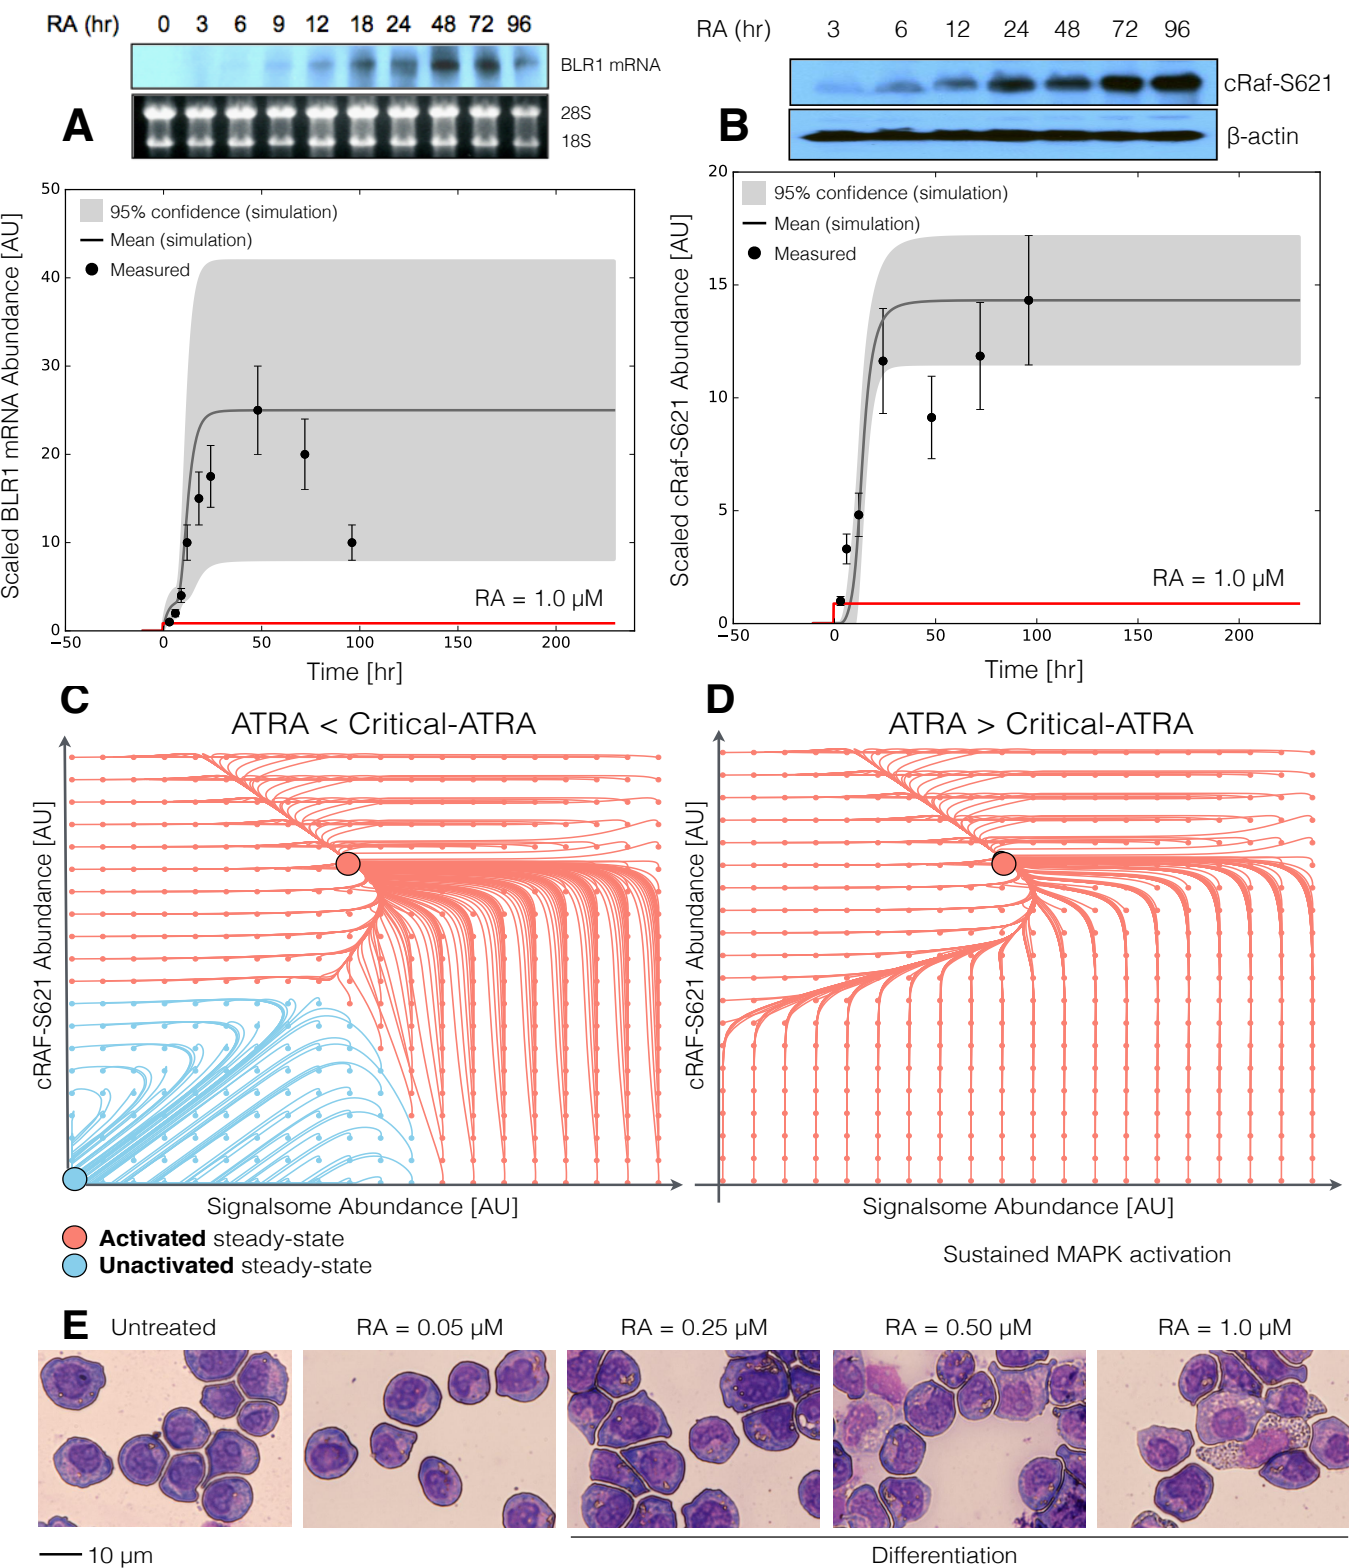 RA (hr) 0 3 6 9 12 18 24 48 72 96
BLR1 mRNA
28S
18S
A
50
40
30
20
10
0
95% confidence (simulation)
Mean (simulation)
Measured
RA = 1.0 μM
−50 0 50 100 150 200
Time [hr]
Scaled BLR1 mRNA Abundance [AU]
RA (hr) 3 6 12 24 48 72 96
cRaf-S621
β-actin
B
20
15
10
5
0
95% confidence (simulation)
Mean (simulation)
Measured
RA = 1.0 μM
−50 0 50 100 150 200
Time [hr]
Scaled cRaf-S621 Abundance [AU]
C
ATRA < Critical-ATRA
cRAF-S621 Abundance [AU]
Signalsome Abundance [AU]
Activated steady-state
Unactivated steady-state
D
ATRA > Critical-ATRA
cRAF-S621 Abundance [AU]
Signalsome Abundance [AU]
Sustained MAPK activation
E
Untreated RA = 0.05 μM RA = 0.25 μM RA = 0.50 μM RA = 1.0 μM
10 μm
Differentiation